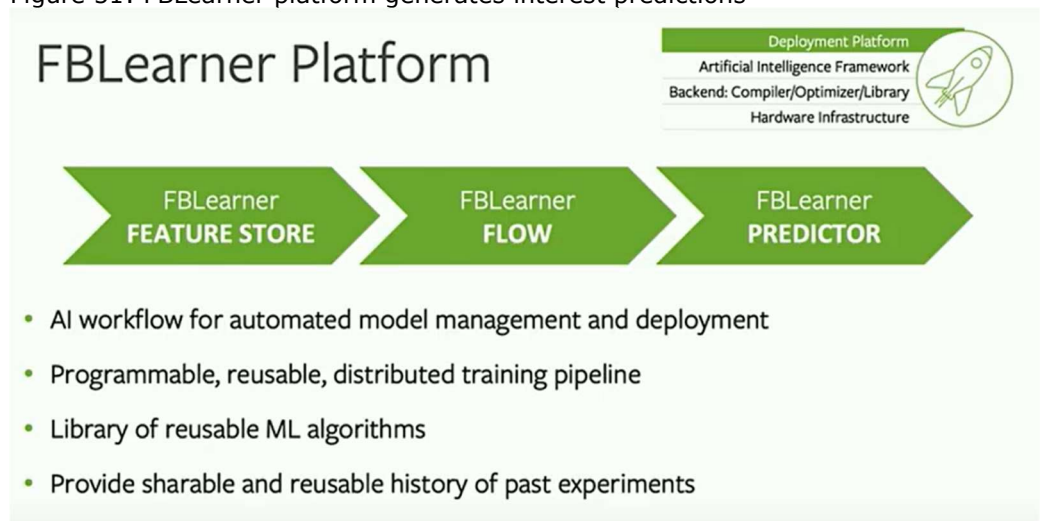 Figure 31: FBLearner platform generates interest predictions
FBLearner Platform
Deployment Platform
Artificial Intelligence Framework
Backend: Compiler/Optimizer/Library
Hardware Infrastructure
FBLearner
FEATURE STORE
FBLearner
FLOW
FBLearner
PREDICTOR
• AI workflow for automated model management and deployment
• Programmable, reusable, distributed training pipeline
• Library of reusable ML algorithms
• Provide sharable and reusable history of past experiments